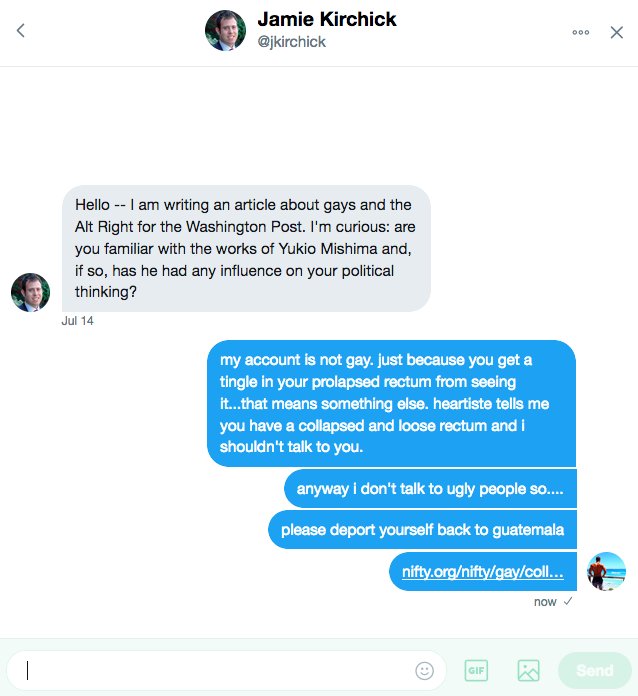 Jamie Kirchick
@jkirchick
Hello -- I am writing an article about gays and the
Alt Right for the Washington Post. I'm curious: are
you familiar with the works of Yukio Mishima and,
if so, has he had any influence on your political
thinking?
Jul 14
my account is not gay. just because you get a
tingle in your prolapsed rectum from seeing
it...that means something else. heartiste tells me
you have a collapsed and loose rectum and i
shouldn't talk to you.
anyway i don't talk to ugly people so....
please deport yourself back to guatemala
nifty.org/nifty/gay/coll...
now ✓
GIF
Send